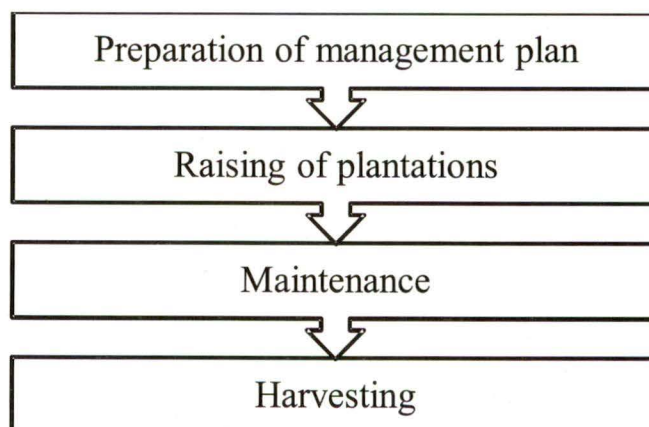 Preparation of management plan
Raising of plantations
Maintenance
Harvesting